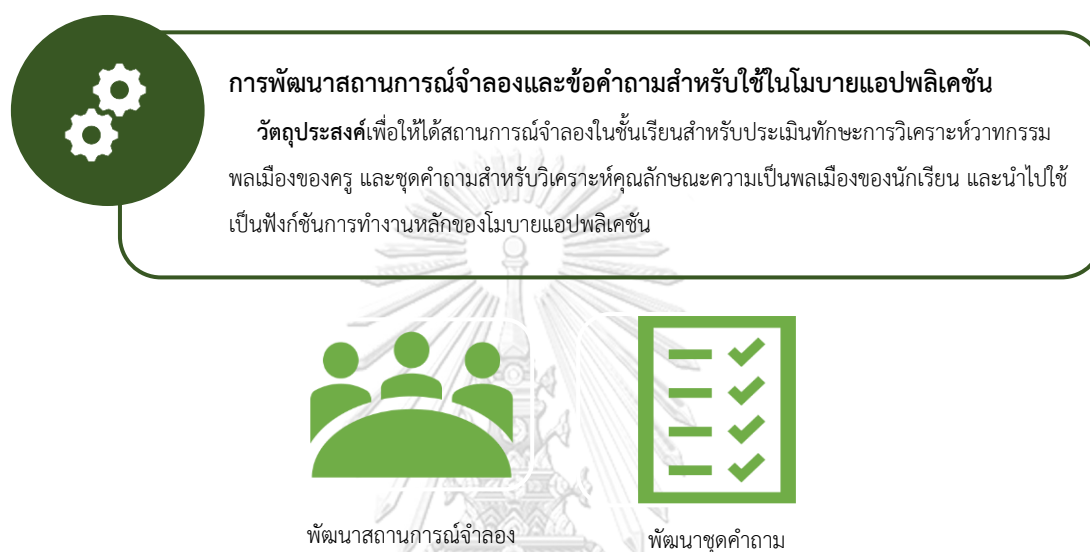 การพัฒนาสถานการณ์จำลองและข้อคำถามสำหรับใช้ในโมบายแอปพลิเคชัน
วัตถุประสงค์เพื่อให้ได้สถานการณ์จำลองในชั้นเรียนสำหรับประเมินทักษะการวิเคราะห์วาทกรรม
พลเมืองของครู และชุดคำถามสำหรับวิเคราะห์คุณลักษณะความเป็นพลเมืองของนักเรียน และนำไปใช้
เป็นฟังก์ชันการทำงานหลักของโมบายแอปพลิเคชัน
พัฒนาสถานการณ์จำลอง
พัฒนาชุดคำถาม